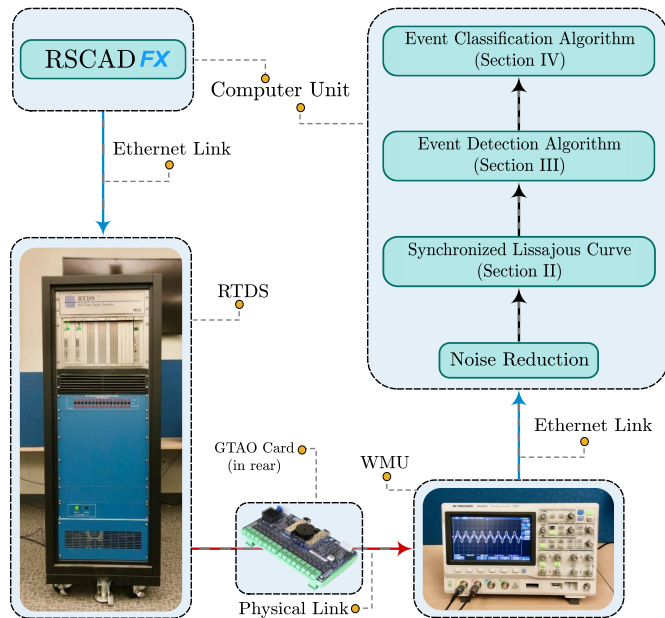 RSCAD FX
Computer Unit
Ethernet Link
Event Classification Algorithm
(Section IV)
Event Detection Algorithm
(Section III)
Synchronized Lissajous Curve
(Section II)
Noise Reduction
RTDS
RTDS
GTAO Card
(in rear)
WMU
Ethernet Link
Physical Link